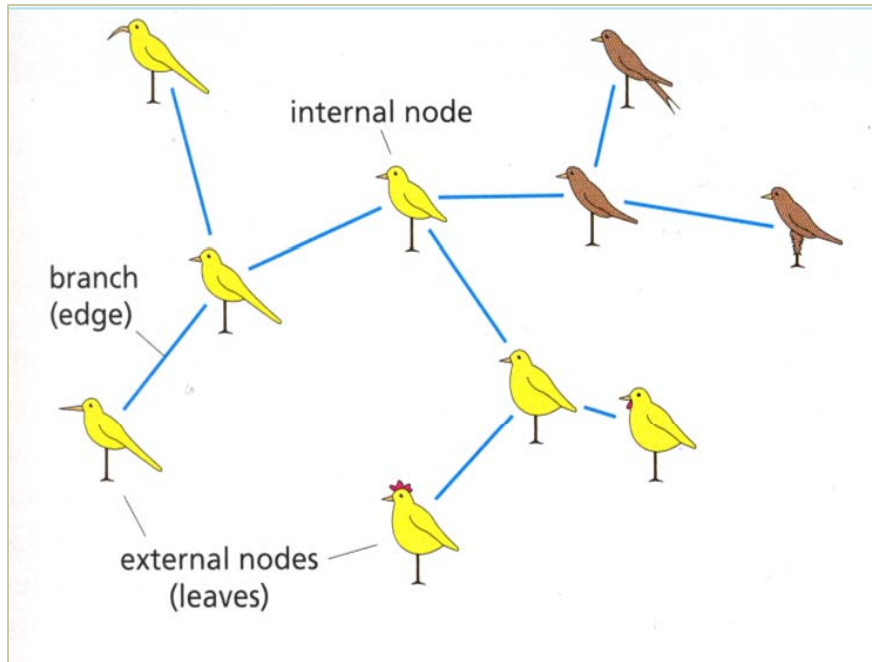 internal node
branch
(edge)
external nodes
(leaves)